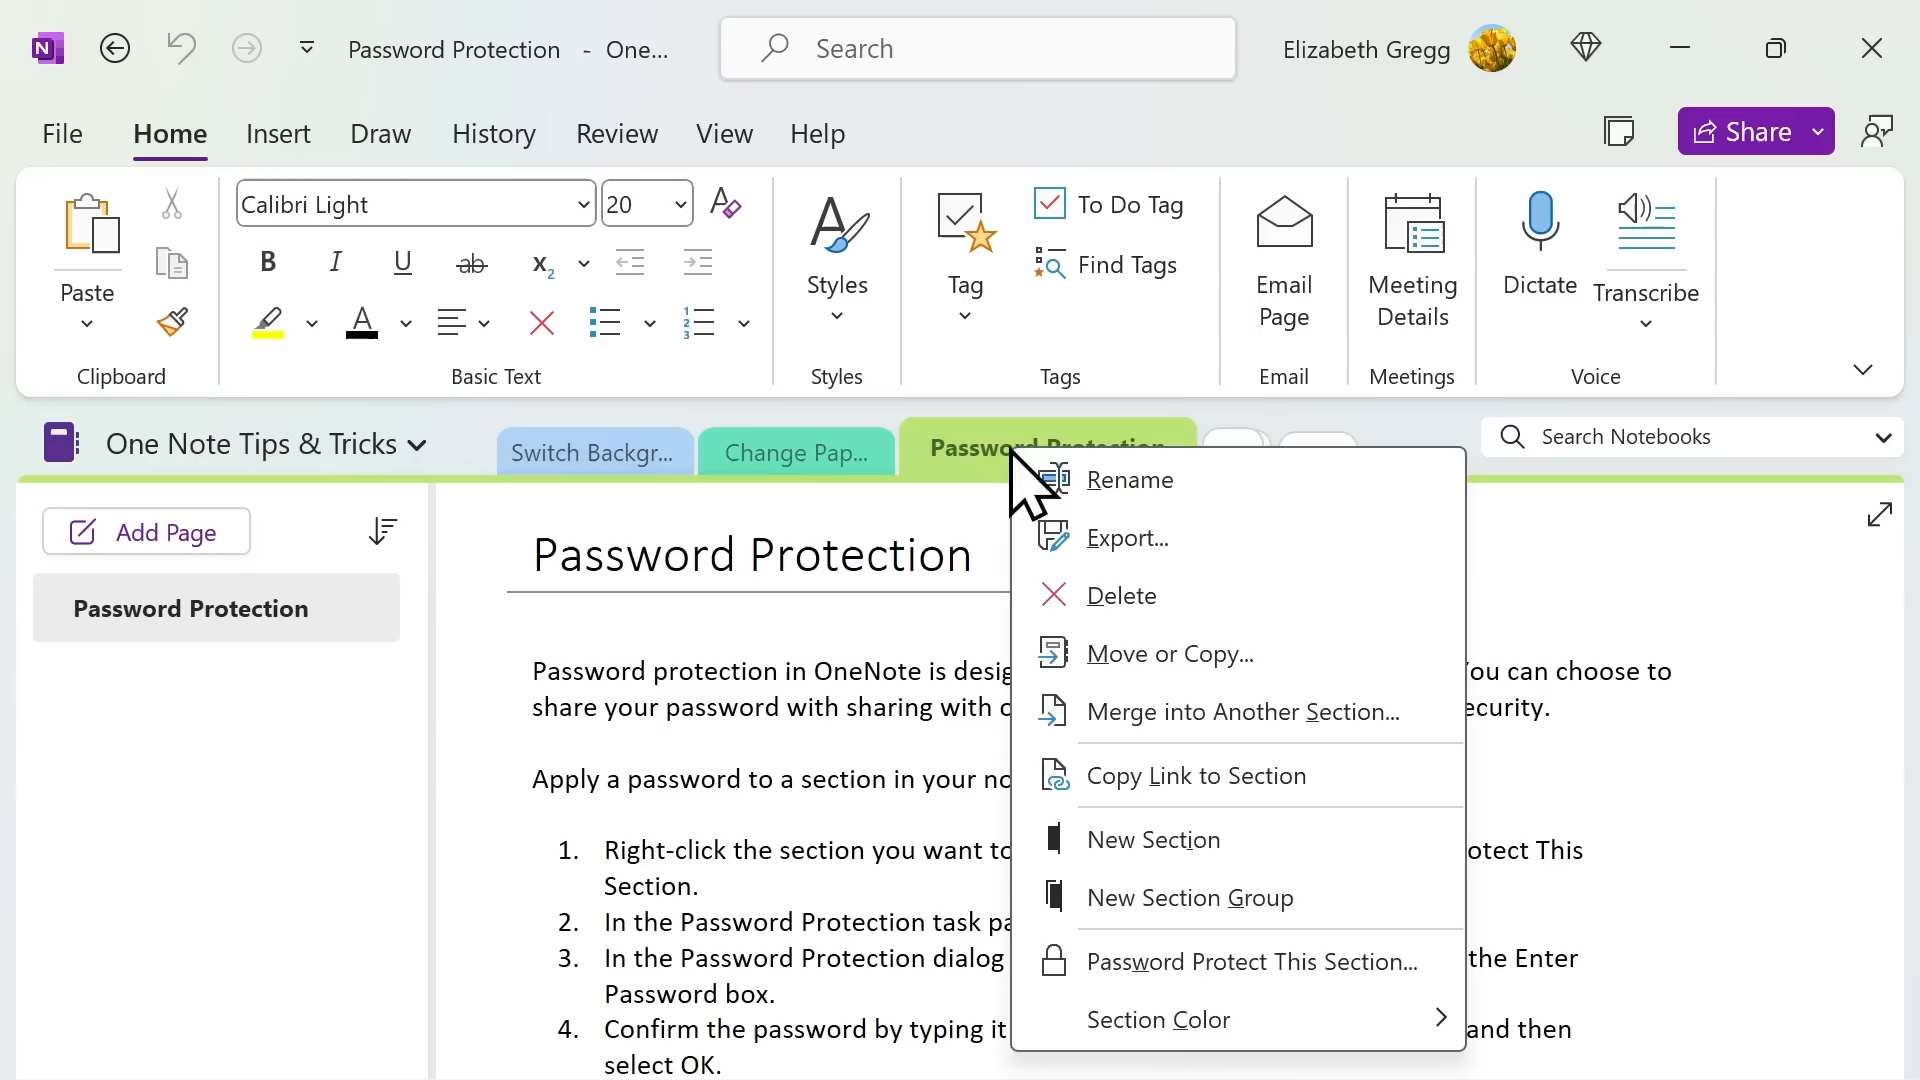 N
Password Protection - One...
Search
Elizabeth Gregg
File Home Insert Draw History Review View Help
Share
Calibri Light
20
To Do Tag
Find Tags
B I U ab x2
Paste
Styles
Tag
Email Page
Meeting Details
Dictate
Transcribe
Clipboard
Basic Text
Styles
Tags
Email
Meetings
Voice
One Note Tips & Tricks
Switch Backgr...
Change Pap...
Password Protection
Search Notebooks
Add Page
Password Protection
Password Protection
Password protection in OneNote is desig
ou can choose to
share your password with sharing with
ecurity.
Apply a password to a section in your no
1. Right-click the section you want to
otect This
Section.
2. In the Password Protection task pa
3. In the Password Protection dialog
the Enter
Password box.
4. Confirm the password by typing it
and then
select OK.
Rename
Export...
Delete
Move or Copy...
Merge into Another Section...
Copy Link to Section
New Section
New Section Group
Password Protect This Section...
Section Color